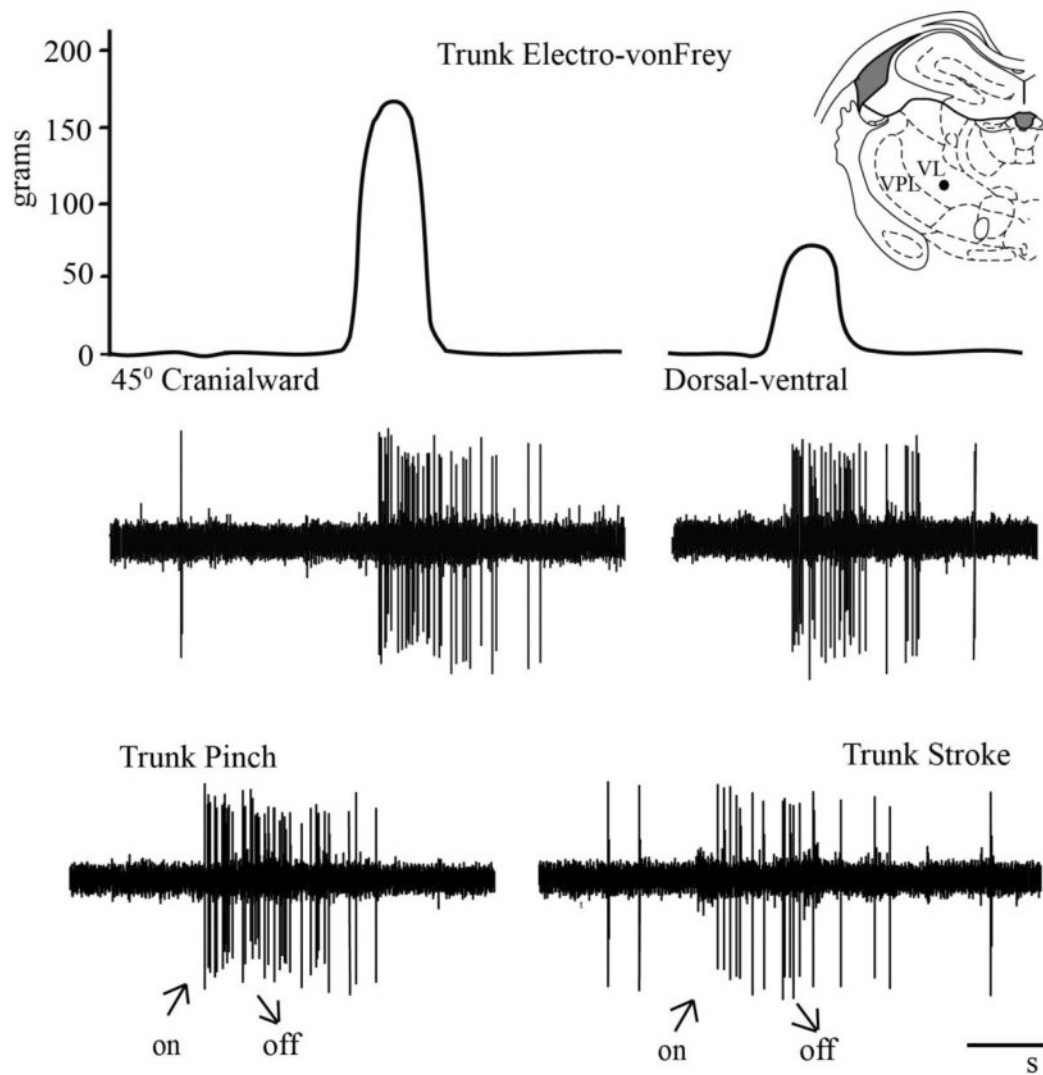 Trunk Electro-vonFrey
grams
200
150
100
50
0
VL
VPL
45⁰ Cranialward
Dorsal-ventral
Trunk Pinch
Trunk Stroke
on
off
on
off
s